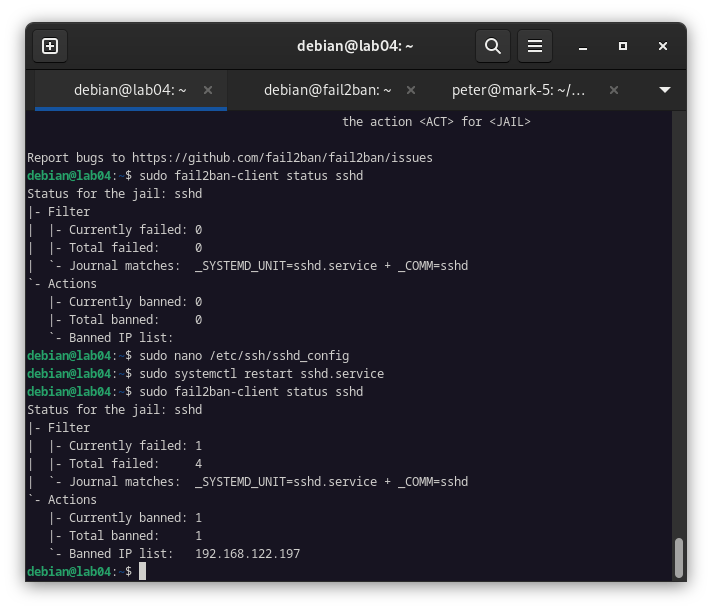 debian@lab04: ~
debian@lab04: ~ debian@fail2ban: ~ peter@mark-5: ~/...
the action <ACT> for <JAIL>
Report bugs to https://github.com/fail2ban/fail2ban/issues
debian@lab04:~$ sudo fail2ban-client status sshd
Status for the jail: sshd
|- Filter
|  |- Currently failed: 0
|  |- Total failed:     0
|  `- Journal matches:  _SYSTEMD_UNIT=sshd.service + _COMM=sshd
`- Actions
   |- Currently banned: 0
   |- Total banned:     0
   `- Banned IP list:
debian@lab04:~$ sudo nano /etc/ssh/sshd_config
debian@lab04:~$ sudo systemctl restart sshd.service
debian@lab04:~$ sudo fail2ban-client status sshd
Status for the jail: sshd
|- Filter
|  |- Currently failed: 1
|  |- Total failed:     4
|  `- Journal matches:  _SYSTEMD_UNIT=sshd.service + _COMM=sshd
`- Actions
   |- Currently banned: 1
   |- Total banned:     1
   `- Banned IP list:   192.168.122.197
debian@lab04:~$